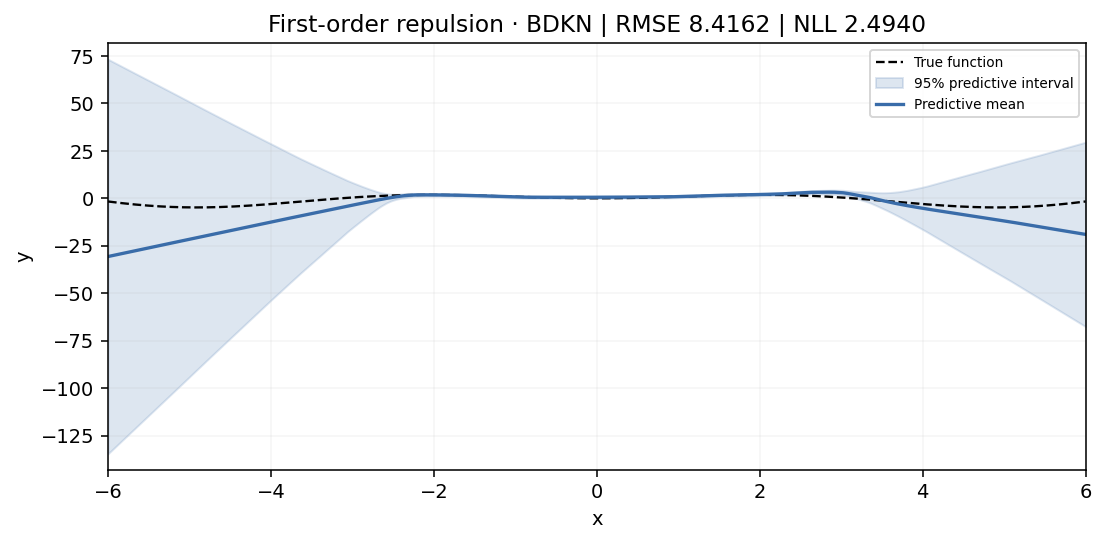 First-order repulsion · BDKN | RMSE 8.4162 | NLL 2.4940
True function
95% predictive interval
Predictive mean
75
50
25
0
−25
−50
−75
−100
−125
y
−6
−4
−2
0
2
4
6
x